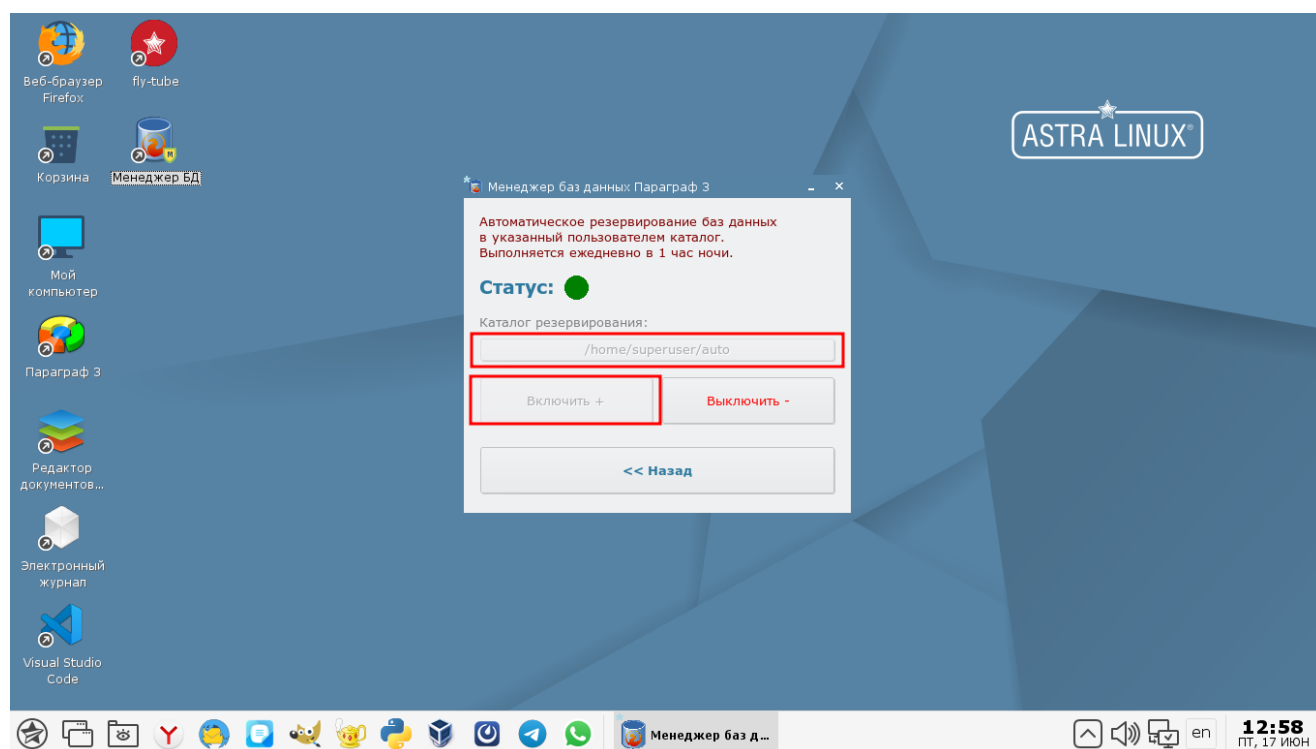 Веб-браузер
Firefox
fly-tube
Корзина
Менеджер БД
Мой
компьютер
Параграф 3
Редактор
документов...
Электронный
журнал
Visual Studio
Code
ASTRA LINUX®
Менеджер баз данных Параграф 3
Автоматическое резервирование баз данных
в указанный пользователем каталог.
Выполняется ежедневно в 1 час ночи.
Статус:
Каталог резервирования:
/home/superuser/auto
Включить +
Выключить -
<< Назад
Менеджер баз д...
en
12:58
ПТ, 17 ИЮН